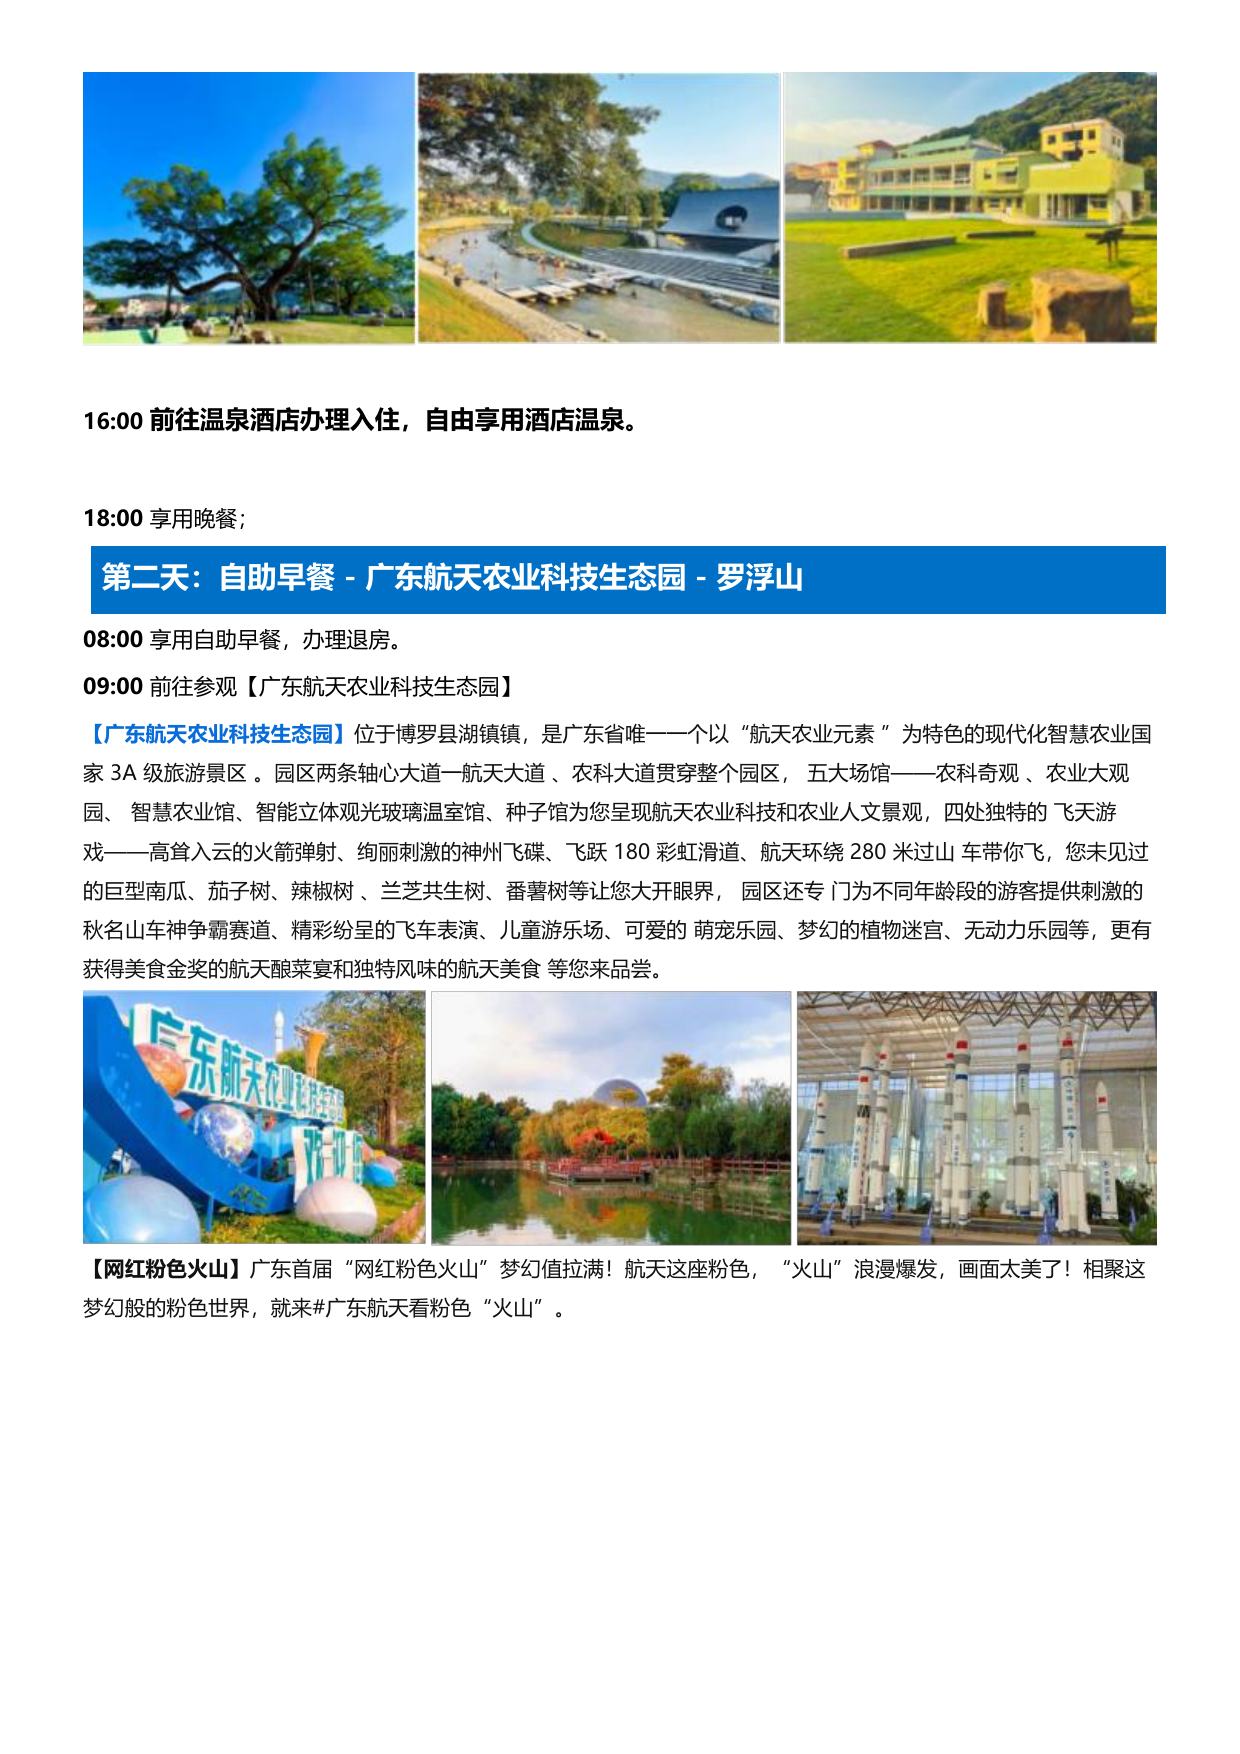 16:00 前往温泉酒店办理入住，自由享用酒店温泉。
18:00 享用晚餐；
第二天：自助早餐 - 广东航天农业科技生态园 - 罗浮山
08:00 享用自助早餐，办理退房。
09:00 前往参观【广东航天农业科技生态园】
【广东航天农业科技生态园】位于博罗县湖镇镇，是广东省唯一一个以“航天农业元素 ”为特色的现代化智慧农业国
家 3A 级旅游景区 。园区两条轴心大道一航天大道 、农科大道贯穿整个园区， 五大场馆——农科奇观 、农业大观
园、 智慧农业馆、智能立体观光玻璃温室馆、种子馆为您呈现航天农业科技和农业人文景观，四处独特的 飞天游
戏——高耸入云的火箭弹射、绚丽刺激的神州飞碟、飞跃 180 彩虹滑道、航天环绕 280 米过山 车带你飞，您未见过
的巨型南瓜、茄子树、辣椒树 、兰芝共生树、番薯树等让您大开眼界， 园区还专 门为不同年龄段的游客提供刺激的
秋名山车神争霸赛道、精彩纷呈的飞车表演、儿童游乐场、可爱的 萌宠乐园、梦幻的植物迷宫、无动力乐园等，更有
获得美食金奖的航天酿菜宴和独特风味的航天美食 等您来品尝。
广东航天农业科技生态园
欢迎您
【网红粉色火山】广东首届“网红粉色火山”梦幻值拉满！航天这座粉色， “火山”浪漫爆发，画面太美了！相聚这
梦幻般的粉色世界，就来#广东航天看粉色“火山”。